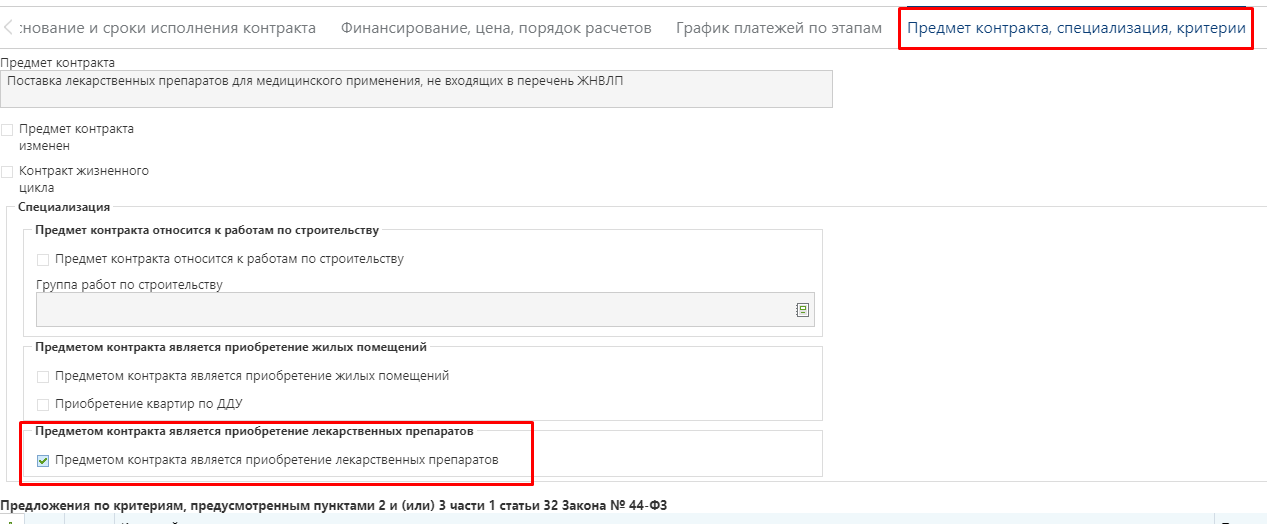 снование и сроки исполнения контракта Финансирование, цена, порядок расчетов График платежей по этапам Предмет контракта, специализация, критерии
Предмет контракта
Поставка лекарственных препаратов для медицинского применения, не входящих в перечень ЖНВЛП
Предмет контракта
изменен
Контракт жизненного
цикла
Специализация
Предмет контракта относится к работам по строительству
Предмет контракта относится к работам по строительству
Группа работ по строительству
Предметом контракта является приобретение жилых помещений
Предметом контракта является приобретение жилых помещений
Приобретение квартир по ДДУ
Предметом контракта является приобретение лекарственных препаратов
Предметом контракта является приобретение лекарственных препаратов
Предложения по критериям, предусмотренным пунктами 2 и (или) 3 части 1 статьи 32 Закона № 44-ФЗ